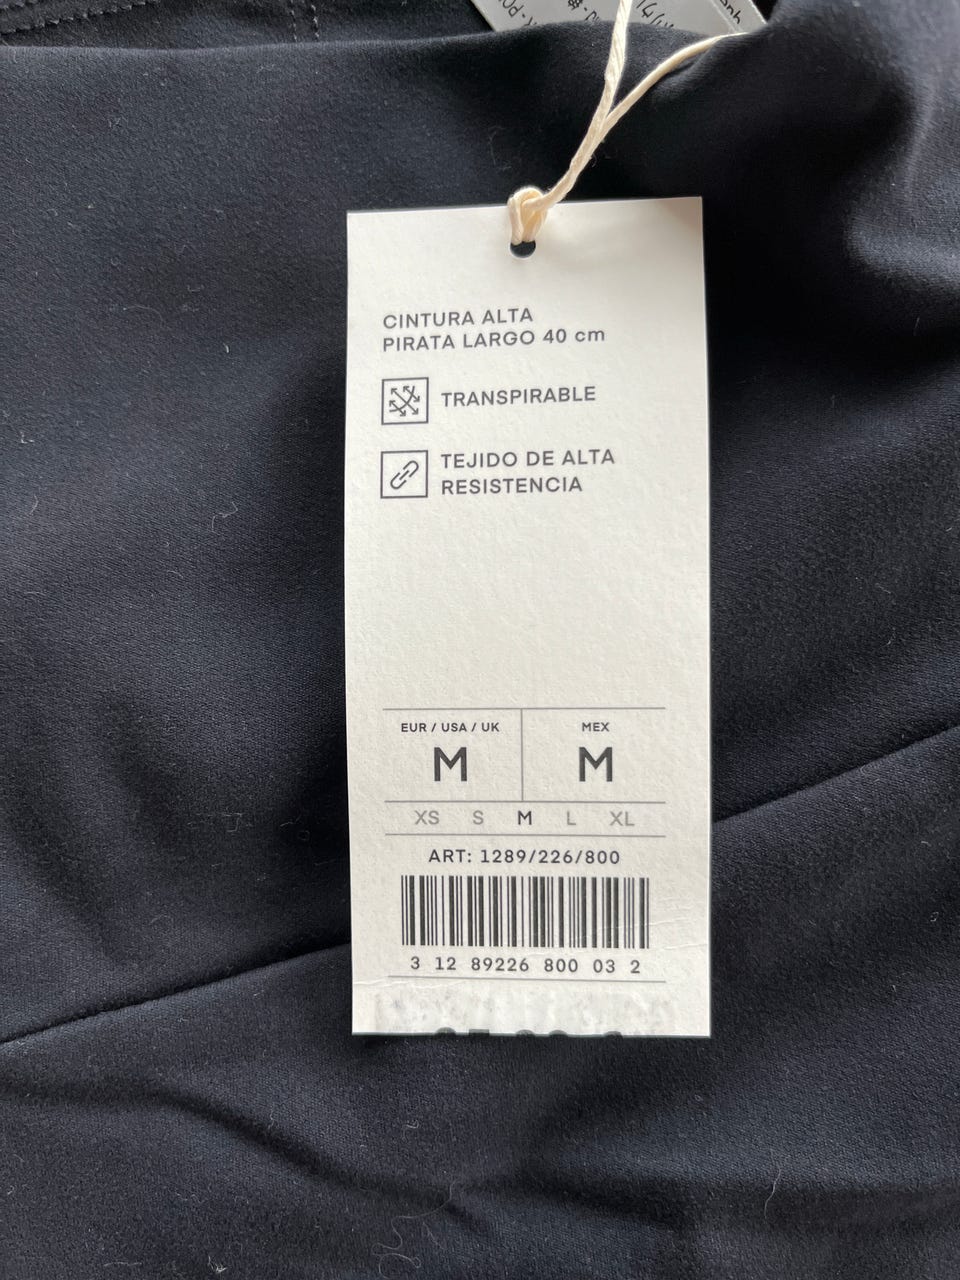 CINTURA ALTA
PIRATA LARGO 40 cm
TRANSPIRABLE
TEJIDO DE ALTA
RESISTENCIA
EUR / USA / UK
M
MEX
M
XS S M L XL
ART: 1289/226/800
3 12 89226 800 03 2